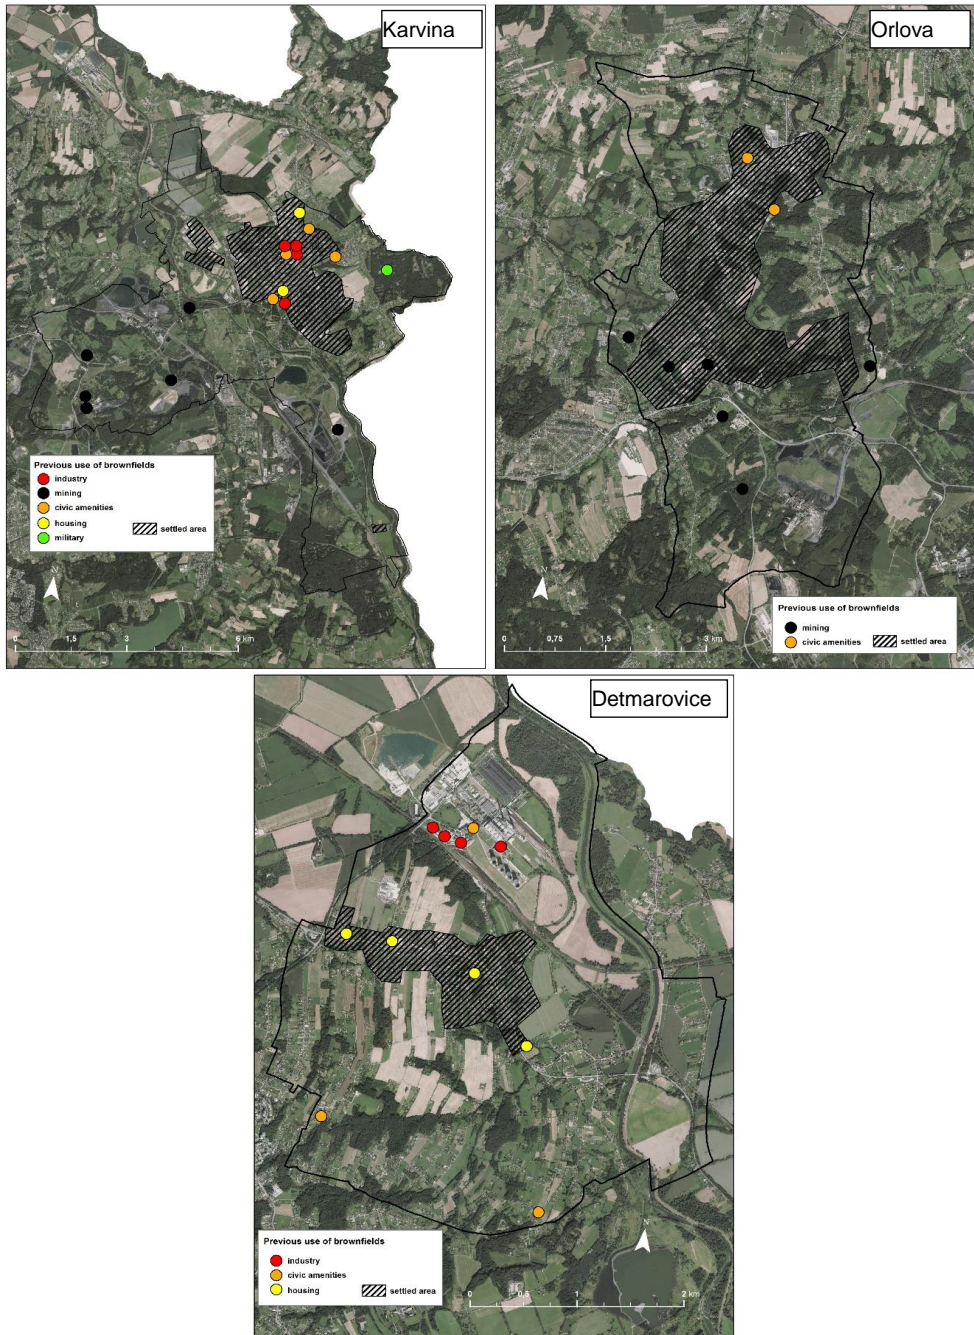 Karvina
Previous use of brownfields
industry
mining
civic amenities
housing
settled area
military
N
0 1,5 3 6 km
Orlova
Previous use of brownfields
mining
civic amenities
settled area
N
0 0,75 1,5 3 km
Detmarovice
Previous use of brownfields
industry
civic amenities
housing
settled area
N
0 0,5 1 2 km